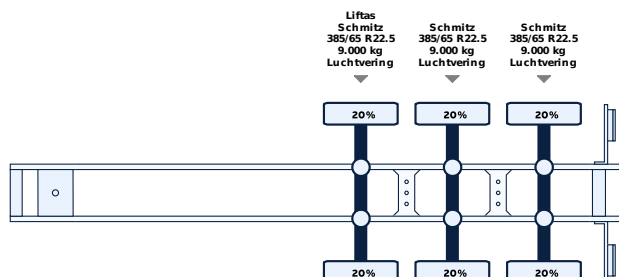 Liftas
Schmitz
385/65 R22.5
9.000 kg
Luchtvering
Schmitz
385/65 R22.5
9.000 kg
Luchtvering
Schmitz
385/65 R22.5
9.000 kg
Luchtvering
20%
20%
20%
20%
20%
20%